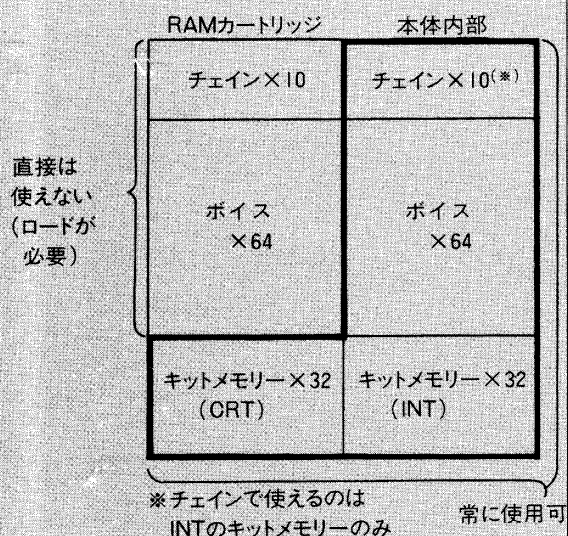 RAMカートリッジ
本体内部
チェイン×10
チェイン×10(※)
直接は
使えない
(ロードが
必要)
ボイス
×64
ボイス
×64
キットメモリー×32
(CRT)
キットメモリー×32
(INT)
※チェインで使えるのは
INTのキットメモリーのみ
常に使用可